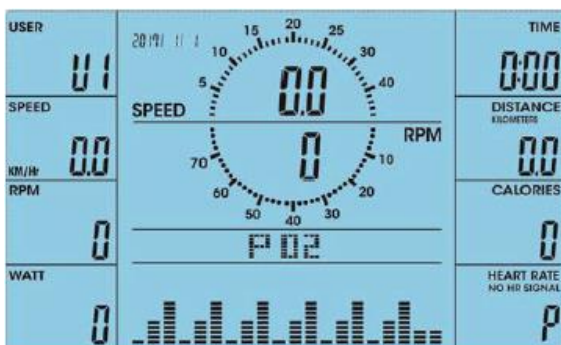 USER
U1
SPEED
KM/Hr 0.0
RPM
0
WATT
0
2019/ 1/ 1
5 10 15 20 25 30 40
SPEED
0.0
0
RPM
70 60 50 40 30 20 10
P02
TIME
0:00
DISTANCE
KILOMETERS
0.0
CALORIES
0
HEART RATE
NO HR SIGNAL
P